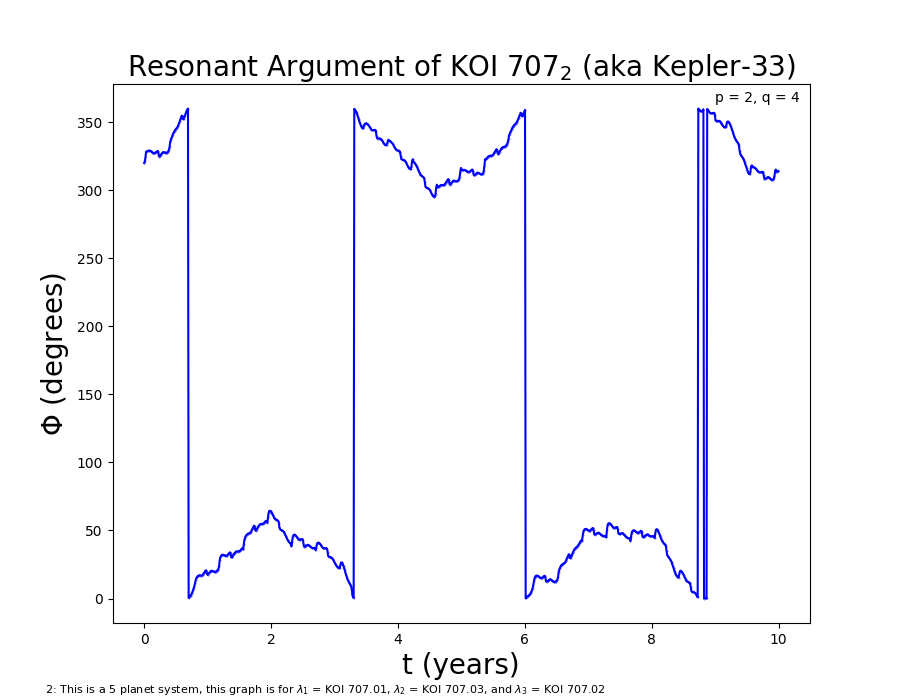 Resonant Argument of KOI 707₂ (aka Kepler-33)
p = 2, q = 4
350
300
250
200
150
100
50
0
Φ (degrees)
0 2 4 6 8 10
t (years)
2: This is a 5 planet system, this graph is for λ₁ = KOI 707.01, λ₂ = KOI 707.03, and λ₃ = KOI 707.02